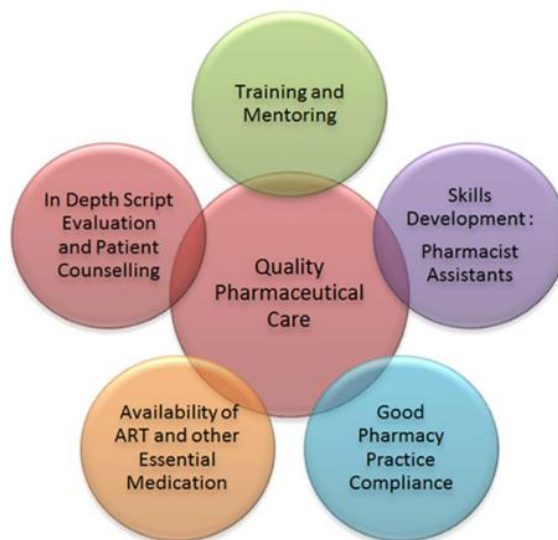 Training and
Mentoring
In Depth Script
Evaluation
and Patient
Counselling
Skills
Development :
Pharmacist
Assistants
Quality
Pharmaceutical
Care
Availability of
ART and other
Essential
Medication
Good
Pharmacy
Practice
Compliance